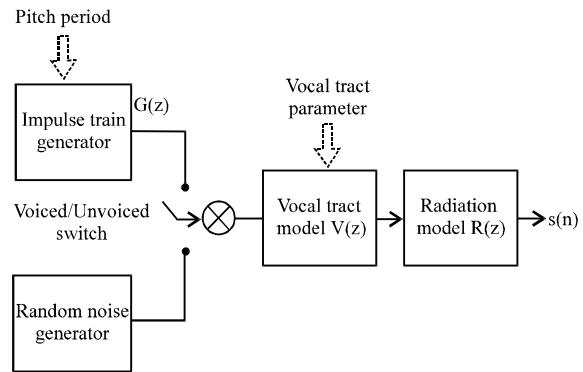 Pitch period
Impulse train
generator
G(z)
Vocal tract
parameter
Voiced/Unvoiced
switch
Vocal tract
model V(z)
Radiation
model R(z)
s(n)
Random noise
generator